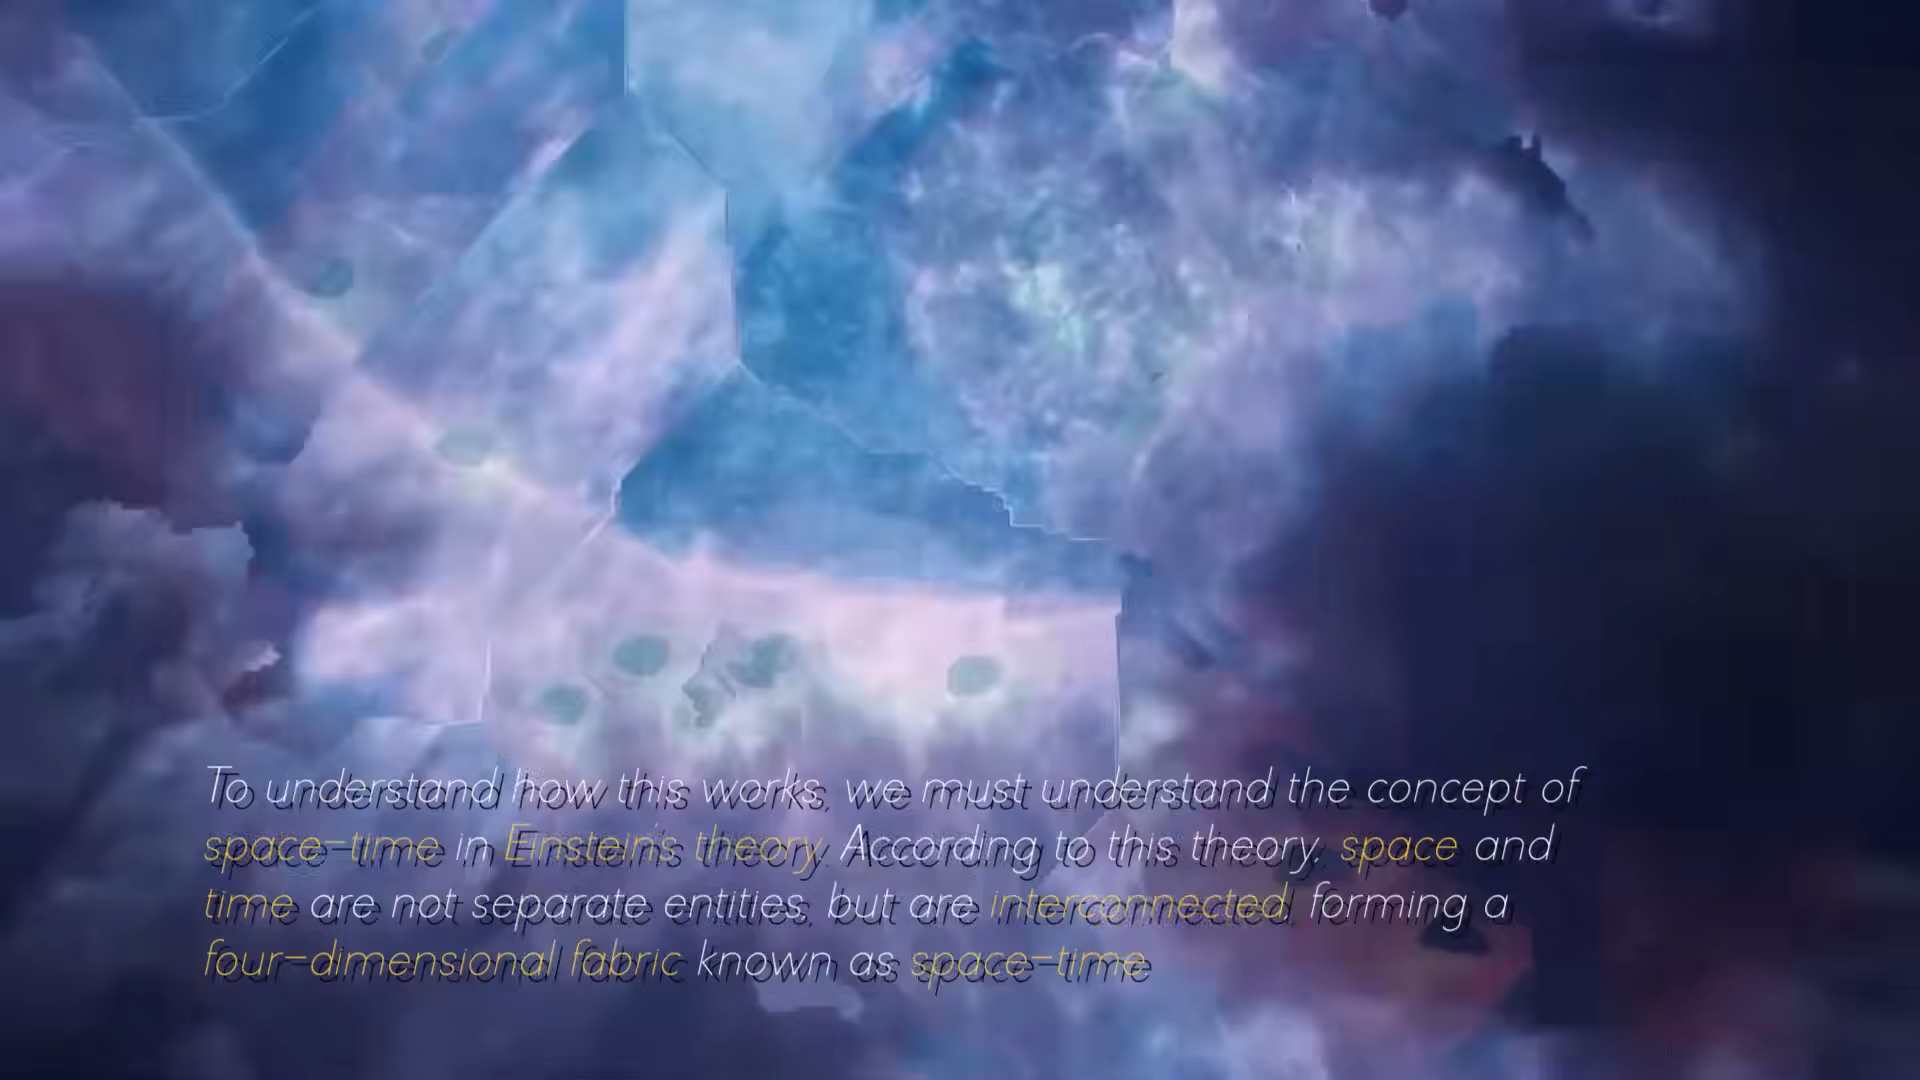 To understand how this works, we must understand the concept of
space-time in Einstein's theory. According to this theory, space and
time are not separate entities, but are interconnected, forming a
four-dimensional fabric known as space-time